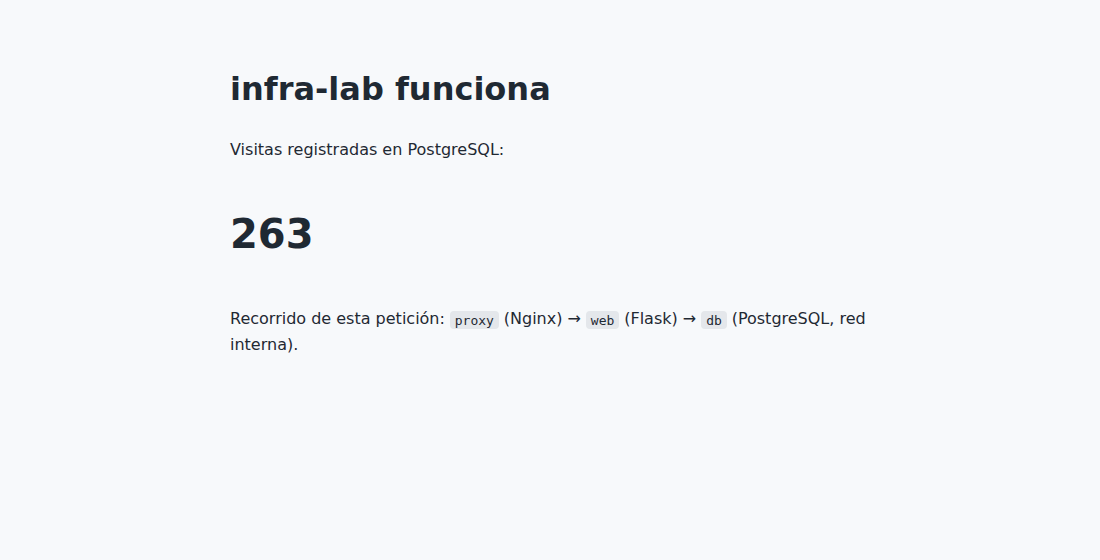 infra-lab funciona
Visitas registradas en PostgreSQL:
263
Recorrido de esta petición: proxy (Nginx) → web (Flask) → db (PostgreSQL, red
interna).